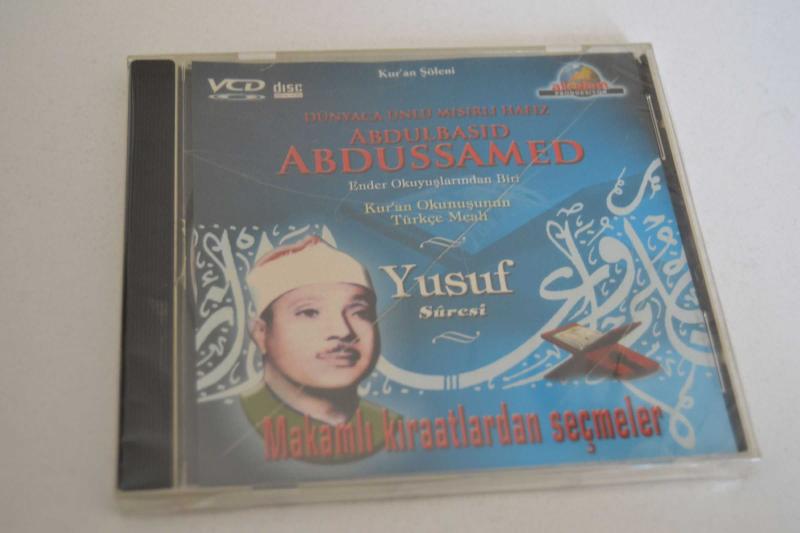 Kur'an Şöleni
VCD
disc
DÜNYACA ÜNLÜ MISIRLI HAFIZ
ABDULBASID
ABDUSSAMED
Ender Okuyuşlarından Biri
Kur'an Okunuşunun
Türkçe Meali
Yusuf
Sûresi
Makamlı kıraatlardan seçmeler